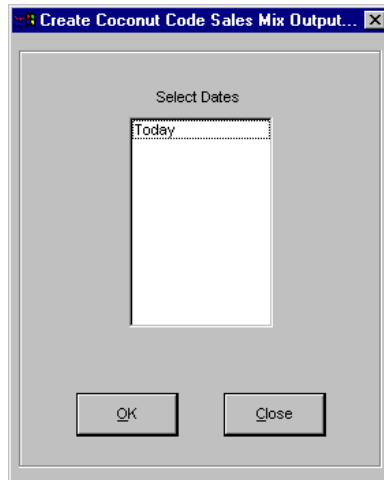 Create Coconut Code Sales Mix Output...
Select Dates
Today
OK
Close